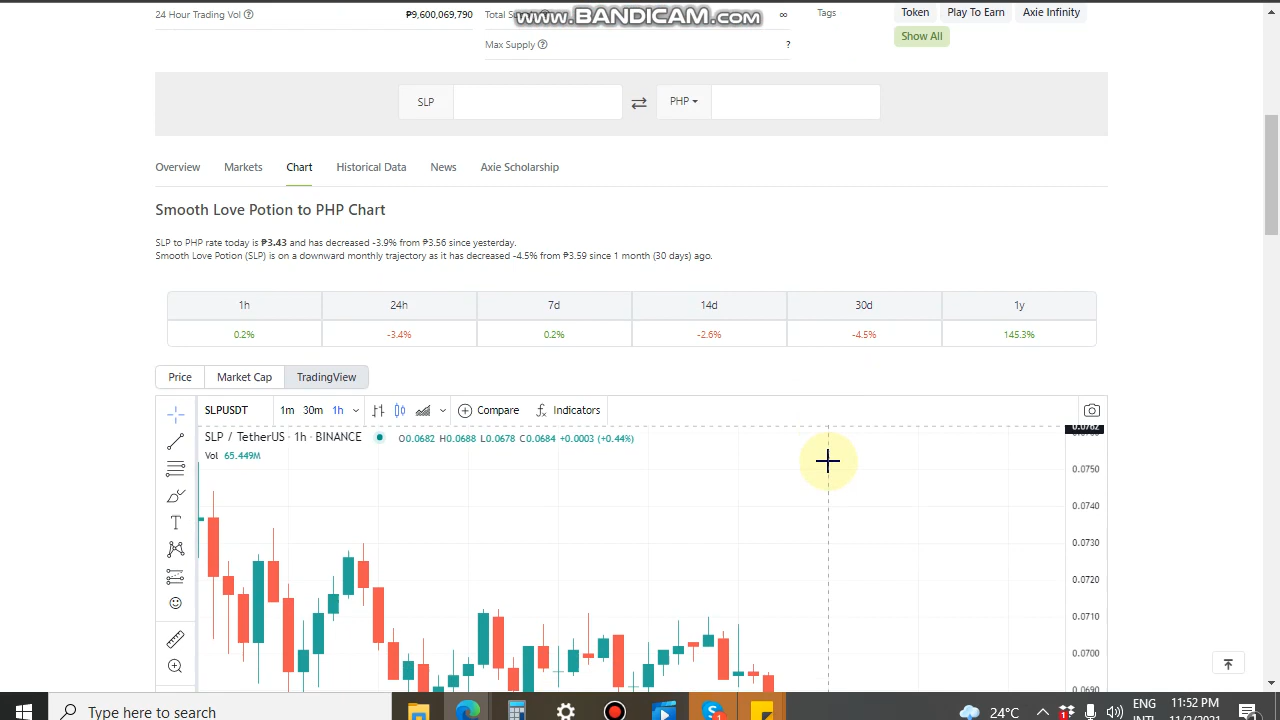 www.BANDICAM.com
24 Hour Trading Vol ?
₱9,600,069,790
∞
Tags
Token
Play To Earn
Axie Infinity
Max Supply ?
?
Show All
SLP
PHP
Overview
Markets
Chart
Historical Data
News
Axie Scholarship
Smooth Love Potion to PHP Chart
SLP to PHP rate today is ₱3.43 and has decreased -3.9% from ₱3.56 since yesterday.
Smooth Love Potion (SLP) is on a downward monthly trajectory as it has decreased -4.5% from ₱3.59 since 1 month (30 days) ago.
1h 24h 7d 14d 30d 1y
0.2% -3.4% 0.2% -2.6% -4.5% 145.3%
Price
Market Cap
TradingView
SLPUSDT
1m 30m 1h
Compare
Indicators
SLP / TetherUS · 1h · BINANCE
O0.0682 H0.0688 L0.0678 C0.0684 +0.0003 (+0.44%)
Vol 65.449M
0.0762
0.0750
0.0740
0.0730
0.0720
0.0710
0.0700
0.0690
T
Type here to search
24°C
ENG
11:52 PM